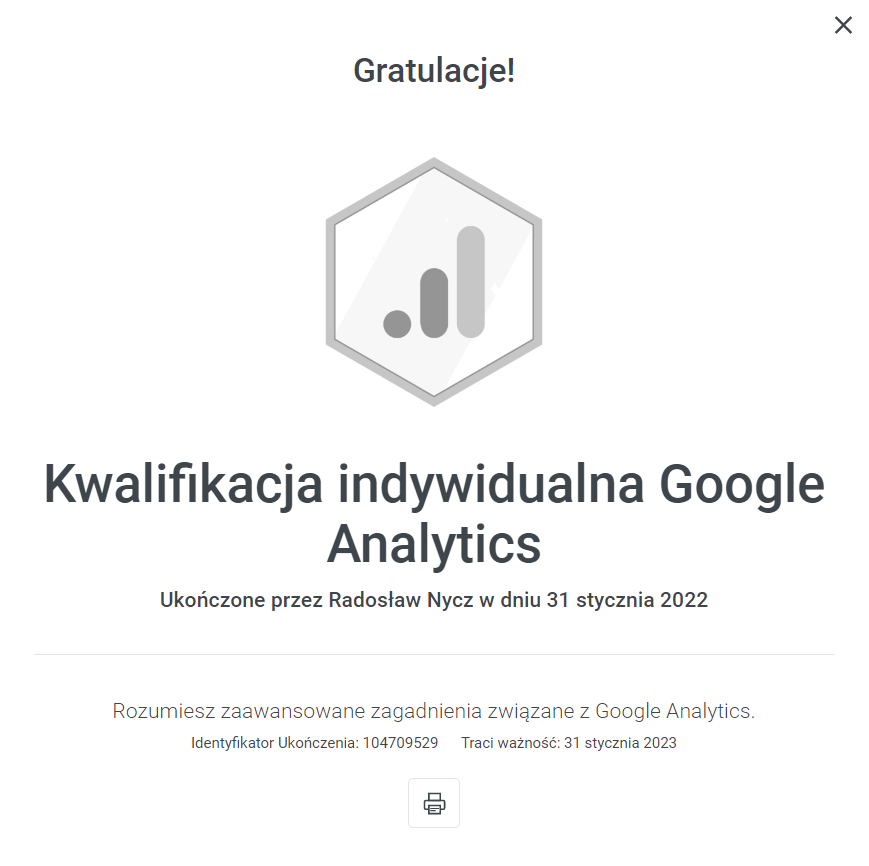 Gratulacje!
Kwalifikacja indywidualna Google
Analytics
Ukończone przez Radosław Nycz w dniu 31 stycznia 2022
Rozumiesz zaawansowane zagadnienia związane z Google Analytics.
Identyfikator Ukończenia: 104709529 Traci ważność: 31 stycznia 2023